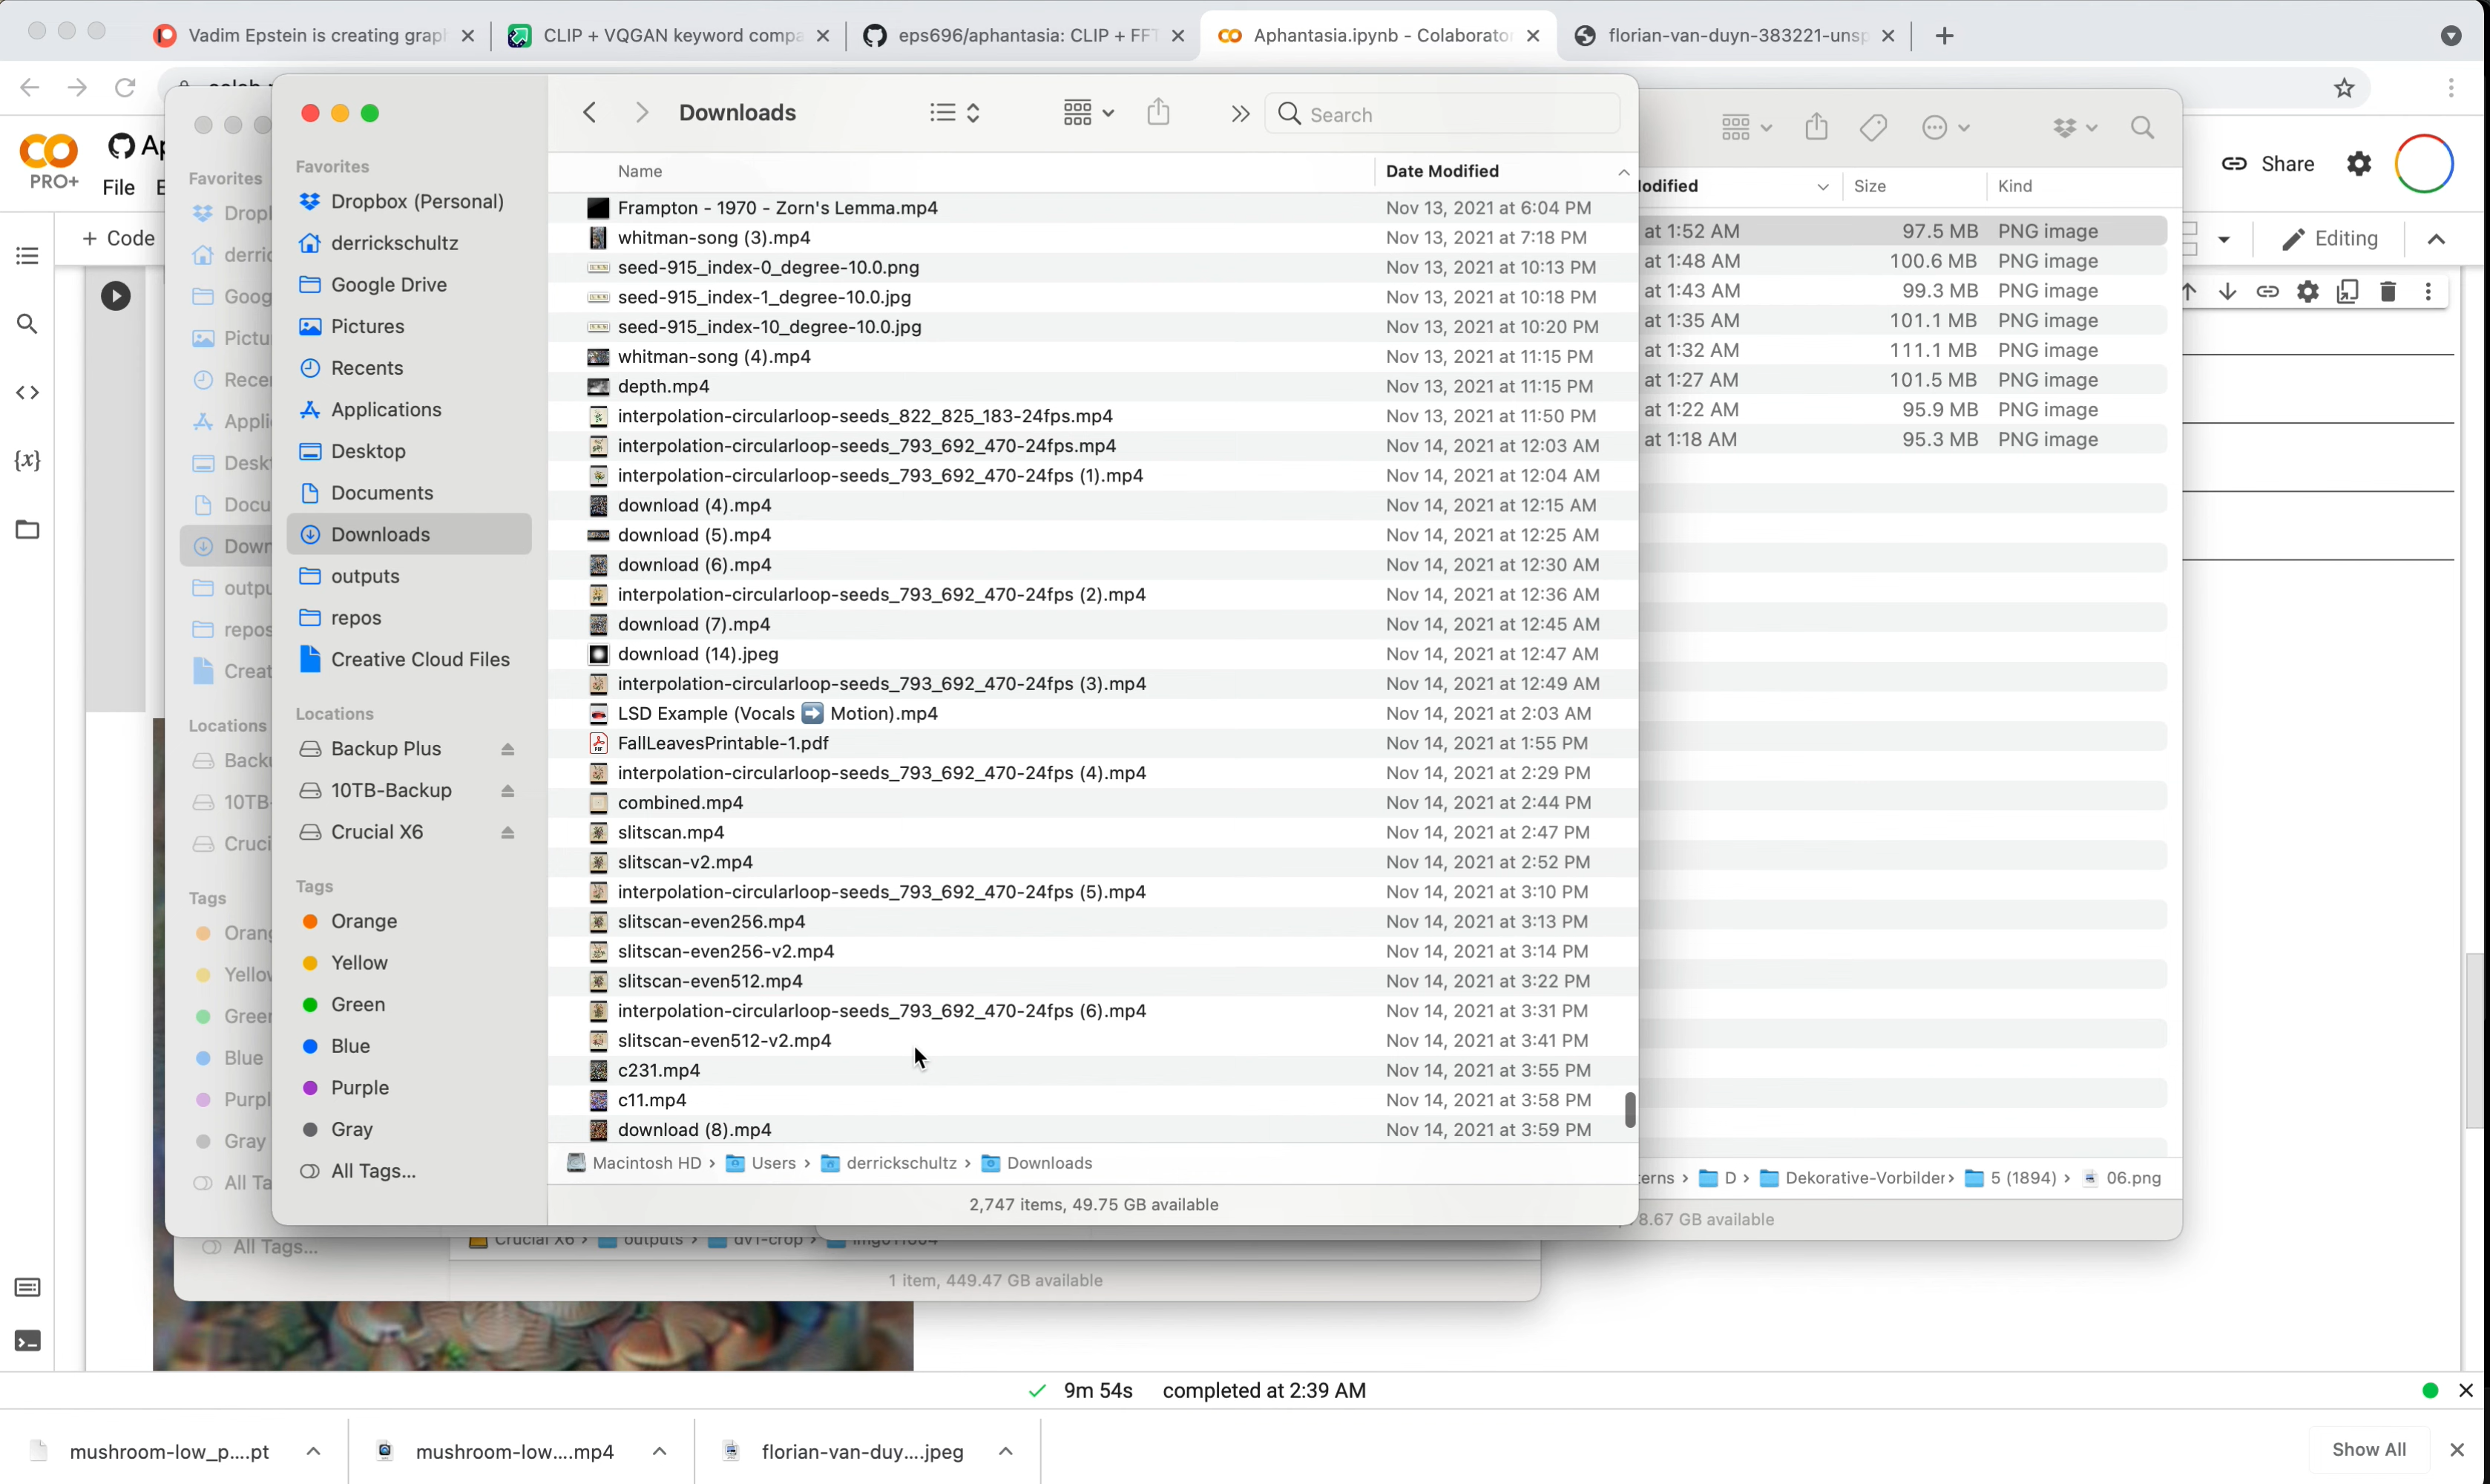 Vadim Epstein is creating grap
CLIP + VQGAN keyword compa
eps696/aphantasia: CLIP + FFT
Aphantasia.ipynb - Colaborator
florian-van-duyn-383221-unsp
PRO+
File
Share
+ Code
Editing
Favorites
derric
Tags
Yellow
Blue
Gray
Locations
All Tags...
Favorites
Dropbox (Personal)
derrickschultz
Google Drive
Pictures
Recents
Applications
Desktop
Documents
Downloads
outputs
repos
Creative Cloud Files
Locations
Backup Plus
10TB-Backup
Crucial X6
Tags
Orange
Yellow
Green
Blue
Purple
Gray
All Tags...
Downloads
Search
Name Date Modified
Frampton - 1970 - Zorn's Lemma.mp4 Nov 13, 2021 at 6:04 PM
whitman-song (3).mp4 Nov 13, 2021 at 7:18 PM
seed-915_index-0_degree-10.0.png Nov 13, 2021 at 10:13 PM
seed-915_index-1_degree-10.0.jpg Nov 13, 2021 at 10:18 PM
seed-915_index-10_degree-10.0.jpg Nov 13, 2021 at 10:20 PM
whitman-song (4).mp4 Nov 13, 2021 at 11:15 PM
depth.mp4 Nov 13, 2021 at 11:15 PM
interpolation-circularloop-seeds_822_825_183-24fps.mp4 Nov 13, 2021 at 11:50 PM
interpolation-circularloop-seeds_793_692_470-24fps.mp4 Nov 14, 2021 at 12:03 AM
interpolation-circularloop-seeds_793_692_470-24fps (1).mp4 Nov 14, 2021 at 12:04 AM
download (4).mp4 Nov 14, 2021 at 12:15 AM
download (5).mp4 Nov 14, 2021 at 12:25 AM
download (6).mp4 Nov 14, 2021 at 12:30 AM
interpolation-circularloop-seeds_793_692_470-24fps (2).mp4 Nov 14, 2021 at 12:36 AM
download (7).mp4 Nov 14, 2021 at 12:45 AM
download (14).jpeg Nov 14, 2021 at 12:47 AM
interpolation-circularloop-seeds_793_692_470-24fps (3).mp4 Nov 14, 2021 at 12:49 AM
LSD Example (Vocals ➡️ Motion).mp4 Nov 14, 2021 at 2:03 AM
FallLeavesPrintable-1.pdf Nov 14, 2021 at 1:55 PM
interpolation-circularloop-seeds_793_692_470-24fps (4).mp4 Nov 14, 2021 at 2:29 PM
combined.mp4 Nov 14, 2021 at 2:44 PM
slitscan.mp4 Nov 14, 2021 at 2:47 PM
slitscan-v2.mp4 Nov 14, 2021 at 2:52 PM
interpolation-circularloop-seeds_793_692_470-24fps (5).mp4 Nov 14, 2021 at 3:10 PM
slitscan-even256.mp4 Nov 14, 2021 at 3:13 PM
slitscan-even256-v2.mp4 Nov 14, 2021 at 3:14 PM
slitscan-even512.mp4 Nov 14, 2021 at 3:22 PM
interpolation-circularloop-seeds_793_692_470-24fps (6).mp4 Nov 14, 2021 at 3:31 PM
slitscan-even512-v2.mp4 Nov 14, 2021 at 3:41 PM
c231.mp4 Nov 14, 2021 at 3:55 PM
c11.mp4 Nov 14, 2021 at 3:58 PM
download (8).mp4 Nov 14, 2021 at 3:59 PM
Macintosh HD › Users › derrickschultz › Downloads
2,747 items, 49.75 GB available
Modified Size Kind
at 1:52 AM 97.5 MB PNG image
at 1:48 AM 100.6 MB PNG image
at 1:43 AM 99.3 MB PNG image
at 1:35 AM 101.1 MB PNG image
at 1:32 AM 111.1 MB PNG image
at 1:27 AM 101.5 MB PNG image
at 1:22 AM 95.9 MB PNG image
at 1:18 AM 95.3 MB PNG image
erns › D › Dekorative-Vorbilder › 5 (1894) › 06.png
8.67 GB available
Crucial X6 › outputs › dv1-crop ›
1 item, 449.47 GB available
9m 54s completed at 2:39 AM
mushroom-low_p....pt
mushroom-low....mp4
florian-van-duy....jpeg
Show All